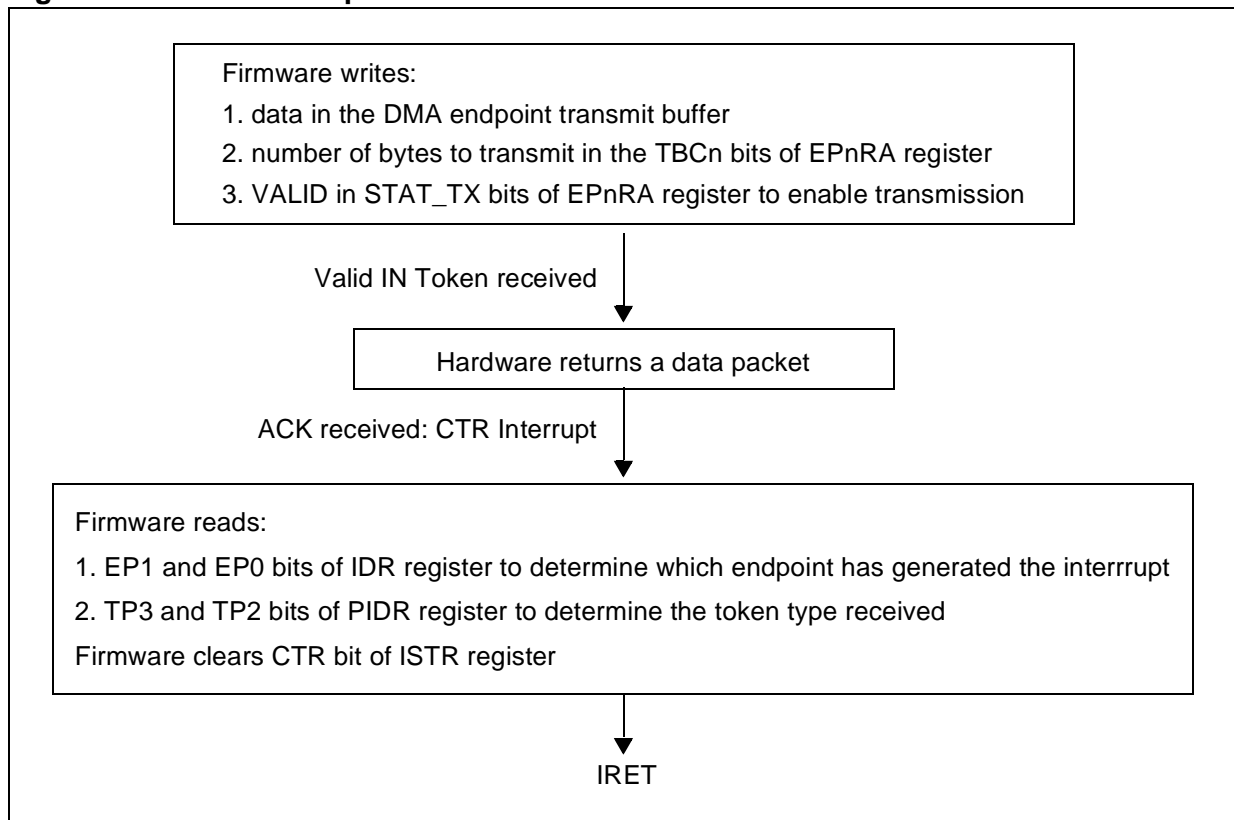 Firmware writes:
1. data in the DMA endpoint transmit buffer
2. number of bytes to transmit in the TBCn bits of EPnRA register
3. VALID in STAT_TX bits of EPnRA register to enable transmission
Valid IN Token received
Hardware returns a data packet
ACK received: CTR Interrupt
Firmware reads:
1. EP1 and EP0 bits of IDR register to determine which endpoint has generated the interrrupt
2. TP3 and TP2 bits of PIDR register to determine the token type received
Firmware clears CTR bit of ISTR register
IRET